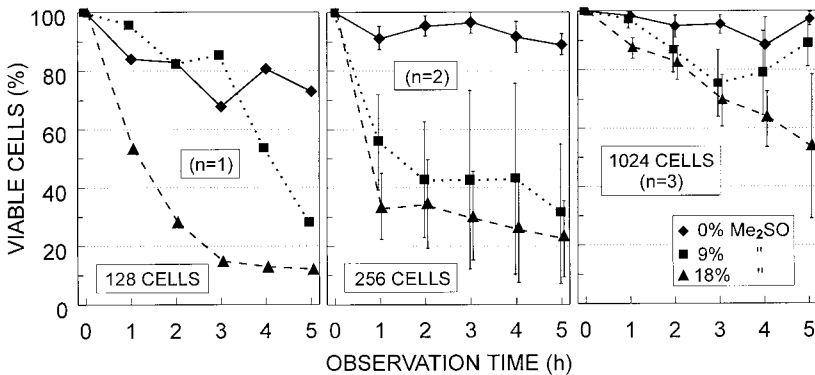 VIABLE CELLS (%)
100
80
60
40
20
0
(n=1)
128 CELLS
0 1 2 3 4 5
(n=2)
256 CELLS
0 1 2 3 4 5
1024 CELLS
(n=3)
0% Me2SO
9% "
18% "
0 1 2 3 4 5
OBSERVATION TIME (h)